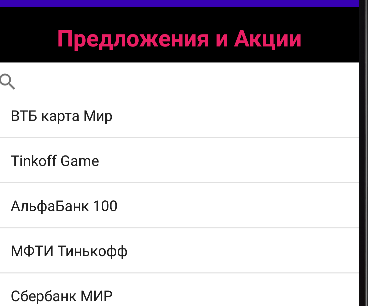 Предложения и Акции
ВТБ карта Мир
Tinkoff Game
АльфаБанк 100
МФТИ Тинькофф
Сбербанк МИР